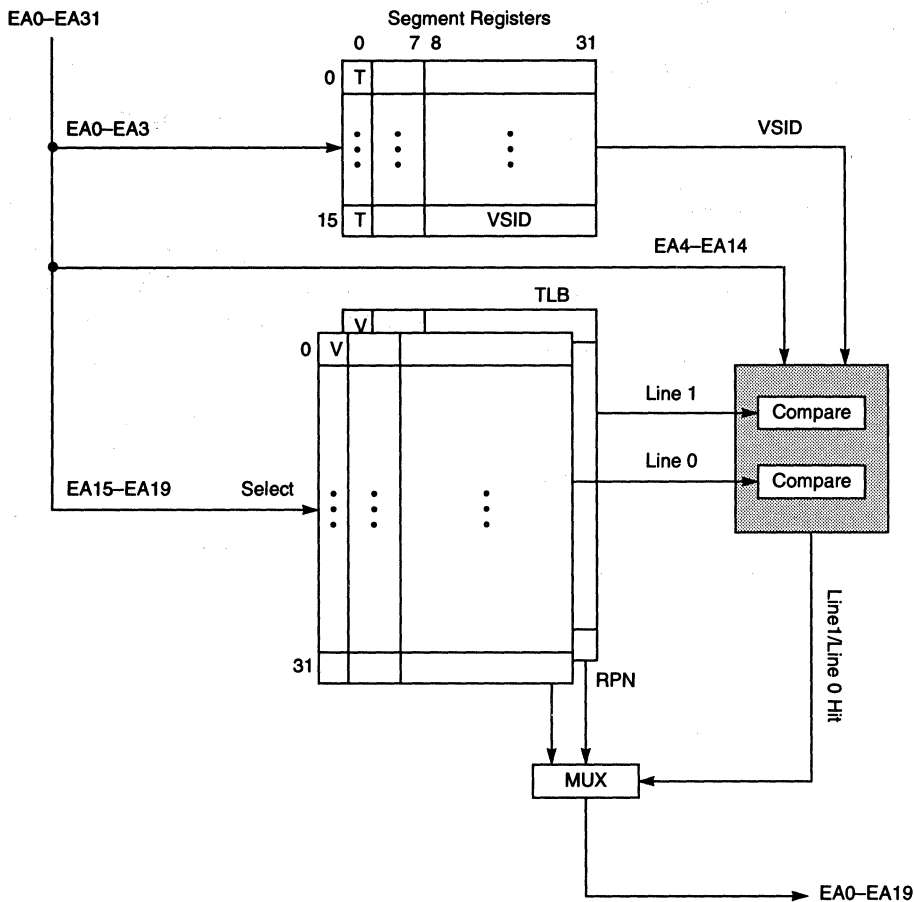 EA0–EA31
Segment Registers
0 7 8 31
0 T
EA0–EA3
VSID
15 T VSID
EA4–EA14
TLB
V
0 V
Line 1
Compare
Line 0
Compare
EA15–EA19 Select
Line1/Line 0 Hit
31
RPN
MUX
EA0–EA19